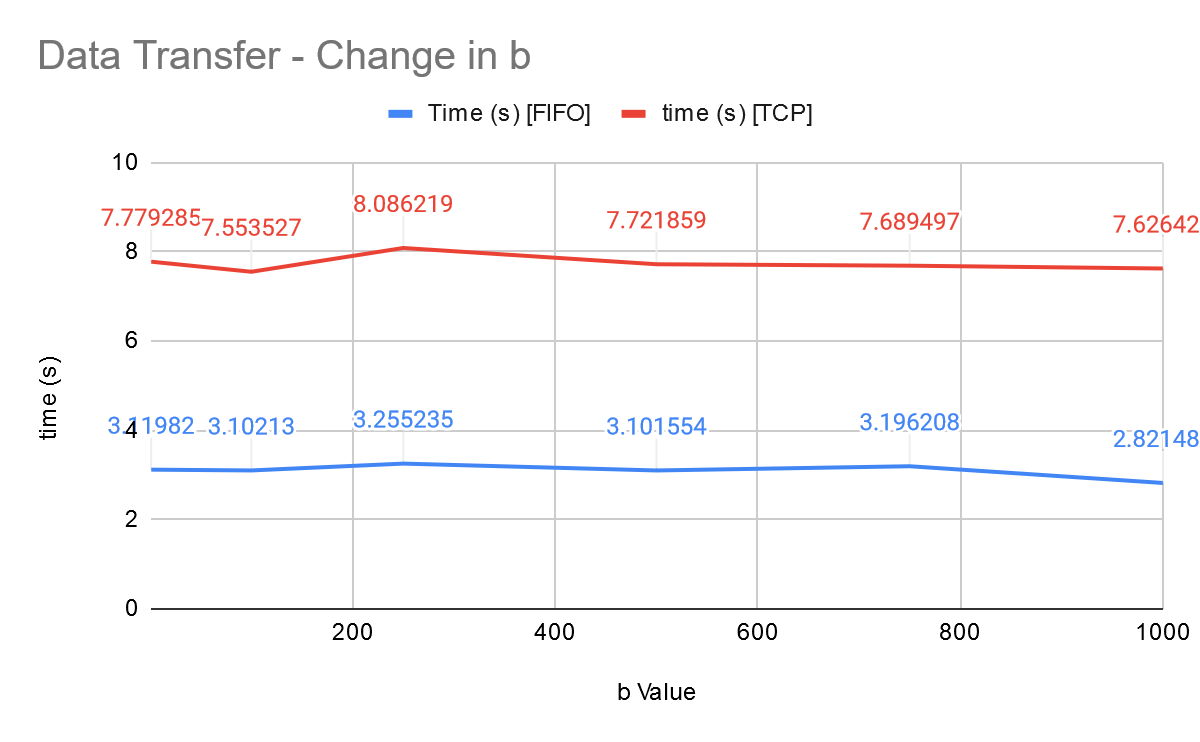 Data Transfer - Change in b
Time (s) [FIFO] time (s) [TCP]
10
7.779285 7.553527 8.086219 7.721859 7.689497 7.62642
8
6
time (s)
4
3.11982 3.10213 3.255235 3.101554 3.196208 2.82148
2
0
200 400 600 800 1000
b Value